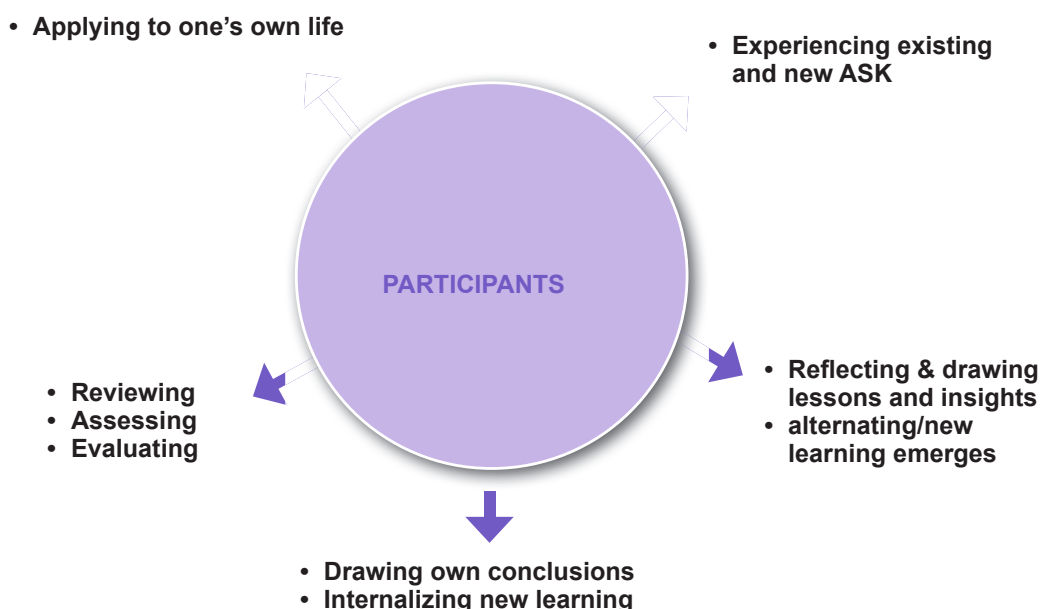 • Applying to one’s own life
• Experiencing existing
and new ASK
PARTICIPANTS
• Reflecting & drawing
lessons and insights
• alternating/new
learning emerges
• Reviewing
• Assessing
• Evaluating
• Drawing own conclusions
• Internalizing new learning